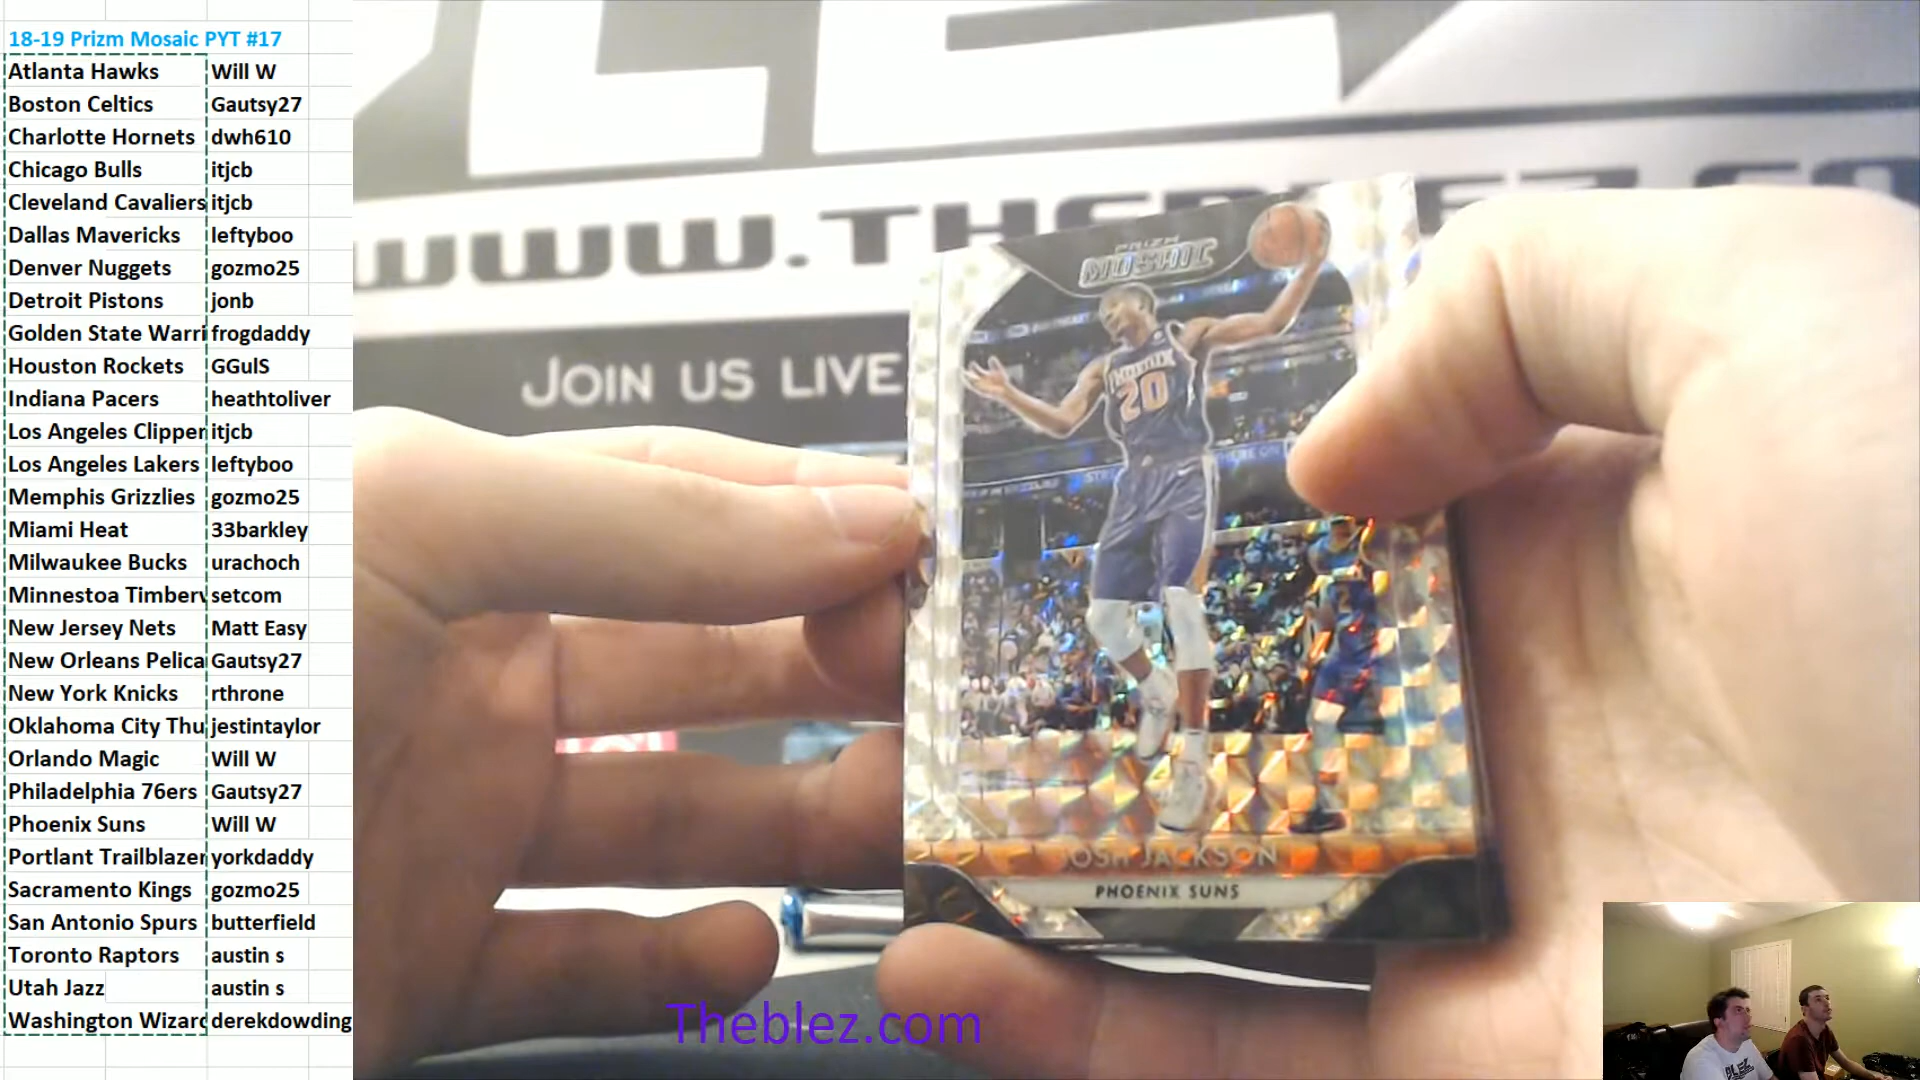 18-19 Prizm Mosaic PYT #17
Atlanta Hawks Will W
Boston Celtics Gautsy27
Charlotte Hornets dwh610
Chicago Bulls itjcb
Cleveland Cavaliers itjcb
Dallas Mavericks leftyboo
Denver Nuggets gozmo25
Detroit Pistons jonb
Golden State Warri frogdaddy
Houston Rockets GGulS
Indiana Pacers heathtoliver
Los Angeles Clipper itjcb
Los Angeles Lakers leftyboo
Memphis Grizzlies gozmo25
Miami Heat 33barkley
Milwaukee Bucks urachoch
Minnestoa Timberv setcom
New Jersey Nets Matt Easy
New Orleans Pelica Gautsy27
New York Knicks rthrone
Oklahoma City Thu jestintaylor
Orlando Magic Will W
Philadelphia 76ers Gautsy27
Phoenix Suns Will W
Portlant Trailblazer yorkdaddy
Sacramento Kings gozmo25
San Antonio Spurs butterfield
Toronto Raptors austin s
Utah Jazz austin s
Washington Wizard derekdowding
JOIN US LIVE
PRIZM
MOSAIC
PHOENIX
20
JOSH JACKSON
PHOENIX SUNS
Theblez.com